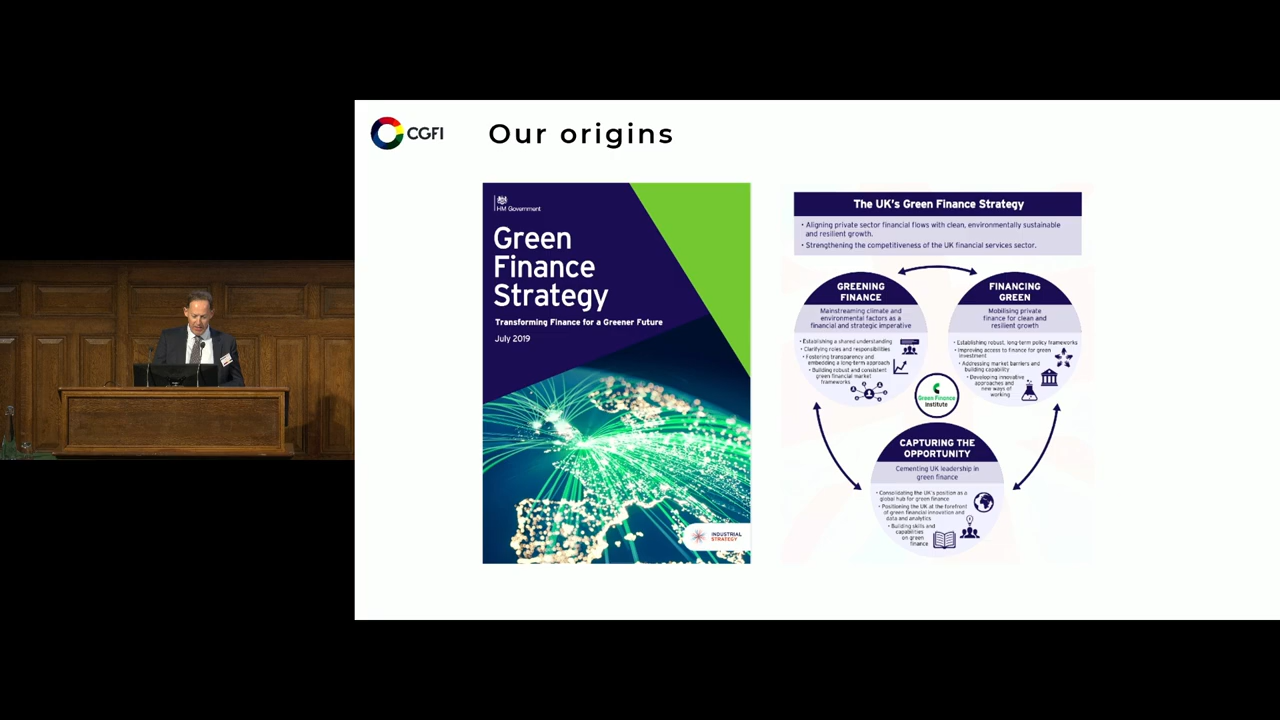 CGFI
Our origins
HM Government
Green
Finance
Strategy
Transforming Finance for a Greener Future
July 2019
INDUSTRIAL
STRATEGY
The UK's Green Finance Strategy
• Aligning private sector financial flows with clean, environmentally sustainable
and resilient growth.
• Strengthening the competitiveness of the UK financial services sector.
GREENING
FINANCE
Mainstreaming climate and
environmental factors as a
financial and strategic imperative
• Establishing a shared understanding
• Clarifying roles and responsibilities
• Fostering transparency and
embedding a long-term approach
• Building robust and consistent
green financial market
frameworks
FINANCING
GREEN
Mobilising private
finance for clean and
resilient growth
• Establishing robust, long-term policy frameworks
• Improving access to finance for green
investment
• Addressing market barriers and
building capability
• Developing innovative
approaches and
new ways of
working
Green Finance
Institute
CAPTURING THE
OPPORTUNITY
Cementing UK leadership in
green finance
• Consolidating the UK's position as a
global hub for green finance
• Positioning the UK at the forefront
of green financial innovation and
data and analytics
• Building skills and
capabilities
on green
finance